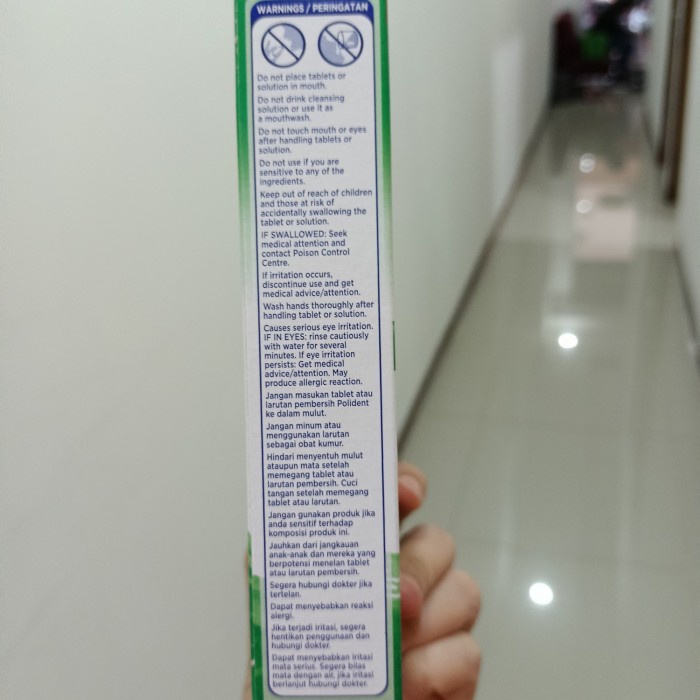 WARNINGS / PERINGATAN
Do not place tablets or
solution in mouth.
Do not drink cleansing
solution or use it as
a mouthwash.
Do not touch mouth or eyes
after handling tablets or
solution.
Do not use if you are
sensitive to any of the
ingredients.
Keep out of reach of children
and those at risk of
accidentally swallowing the
tablet or solution.
IF SWALLOWED: Seek
medical attention and
contact Poison Control
Centre.
If irritation occurs,
discontinue use and get
medical advice/attention.
Wash hands thoroughly after
handling tablet or solution.
Causes serious eye irritation.
IF IN EYES: rinse cautiously
with water for several
minutes. If eye irritation
persists: Get medical
advice/attention. May
produce allergic reaction.
Jangan masukan tablet atau
larutan pembersih Polident
ke dalam mulut.
Jangan minum atau
menggunakan larutan
sebagai obat kumur.
Hindari menyentuh mulut
ataupun mata setelah
memegang tablet atau
larutan pembersih. Cuci
tangan setelah memegang
tablet atau larutan.
Jangan gunakan produk jika
anda sensitif terhadap
komposisi produk ini.
Jauhkan dari jangkauan
anak-anak dan mereka yang
berpotensi menelan tablet
atau larutan pembersih.
Segera hubungi dokter jika
tertelan.
Dapat menyebabkan reaksi
alergi.
Jika terjadi iritasi, segera
hentikan penggunaan dan
hubungi dokter.
Dapat menyebabkan iritasi
mata serius. Segera bilas
mata dengan air, jika iritasi
berlanjut hubungi dokter.